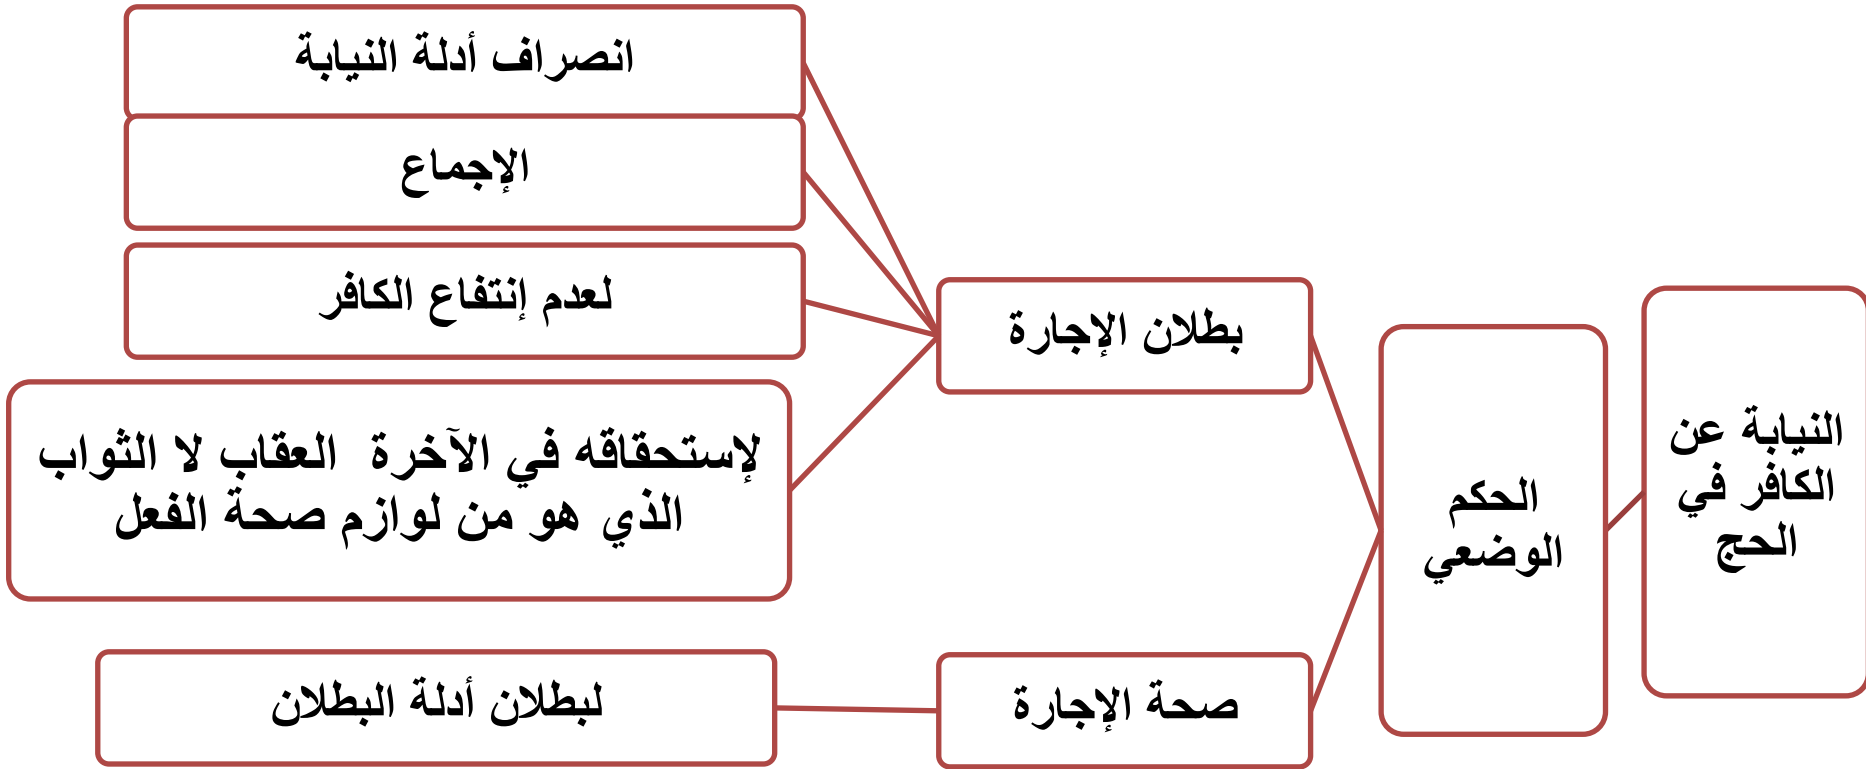 النيابة عن
الكافر في
الحج
الحكم
الوضعي
بطلان الإجارة
انصراف أدلة النيابة
الإجماع
لعدم إنتفاع الكافر
لإستحقاقه في الآخرة العقاب لا الثواب
الذي هو من لوازم صحة الفعل
صحة الإجارة
لبطلان أدلة البطلان